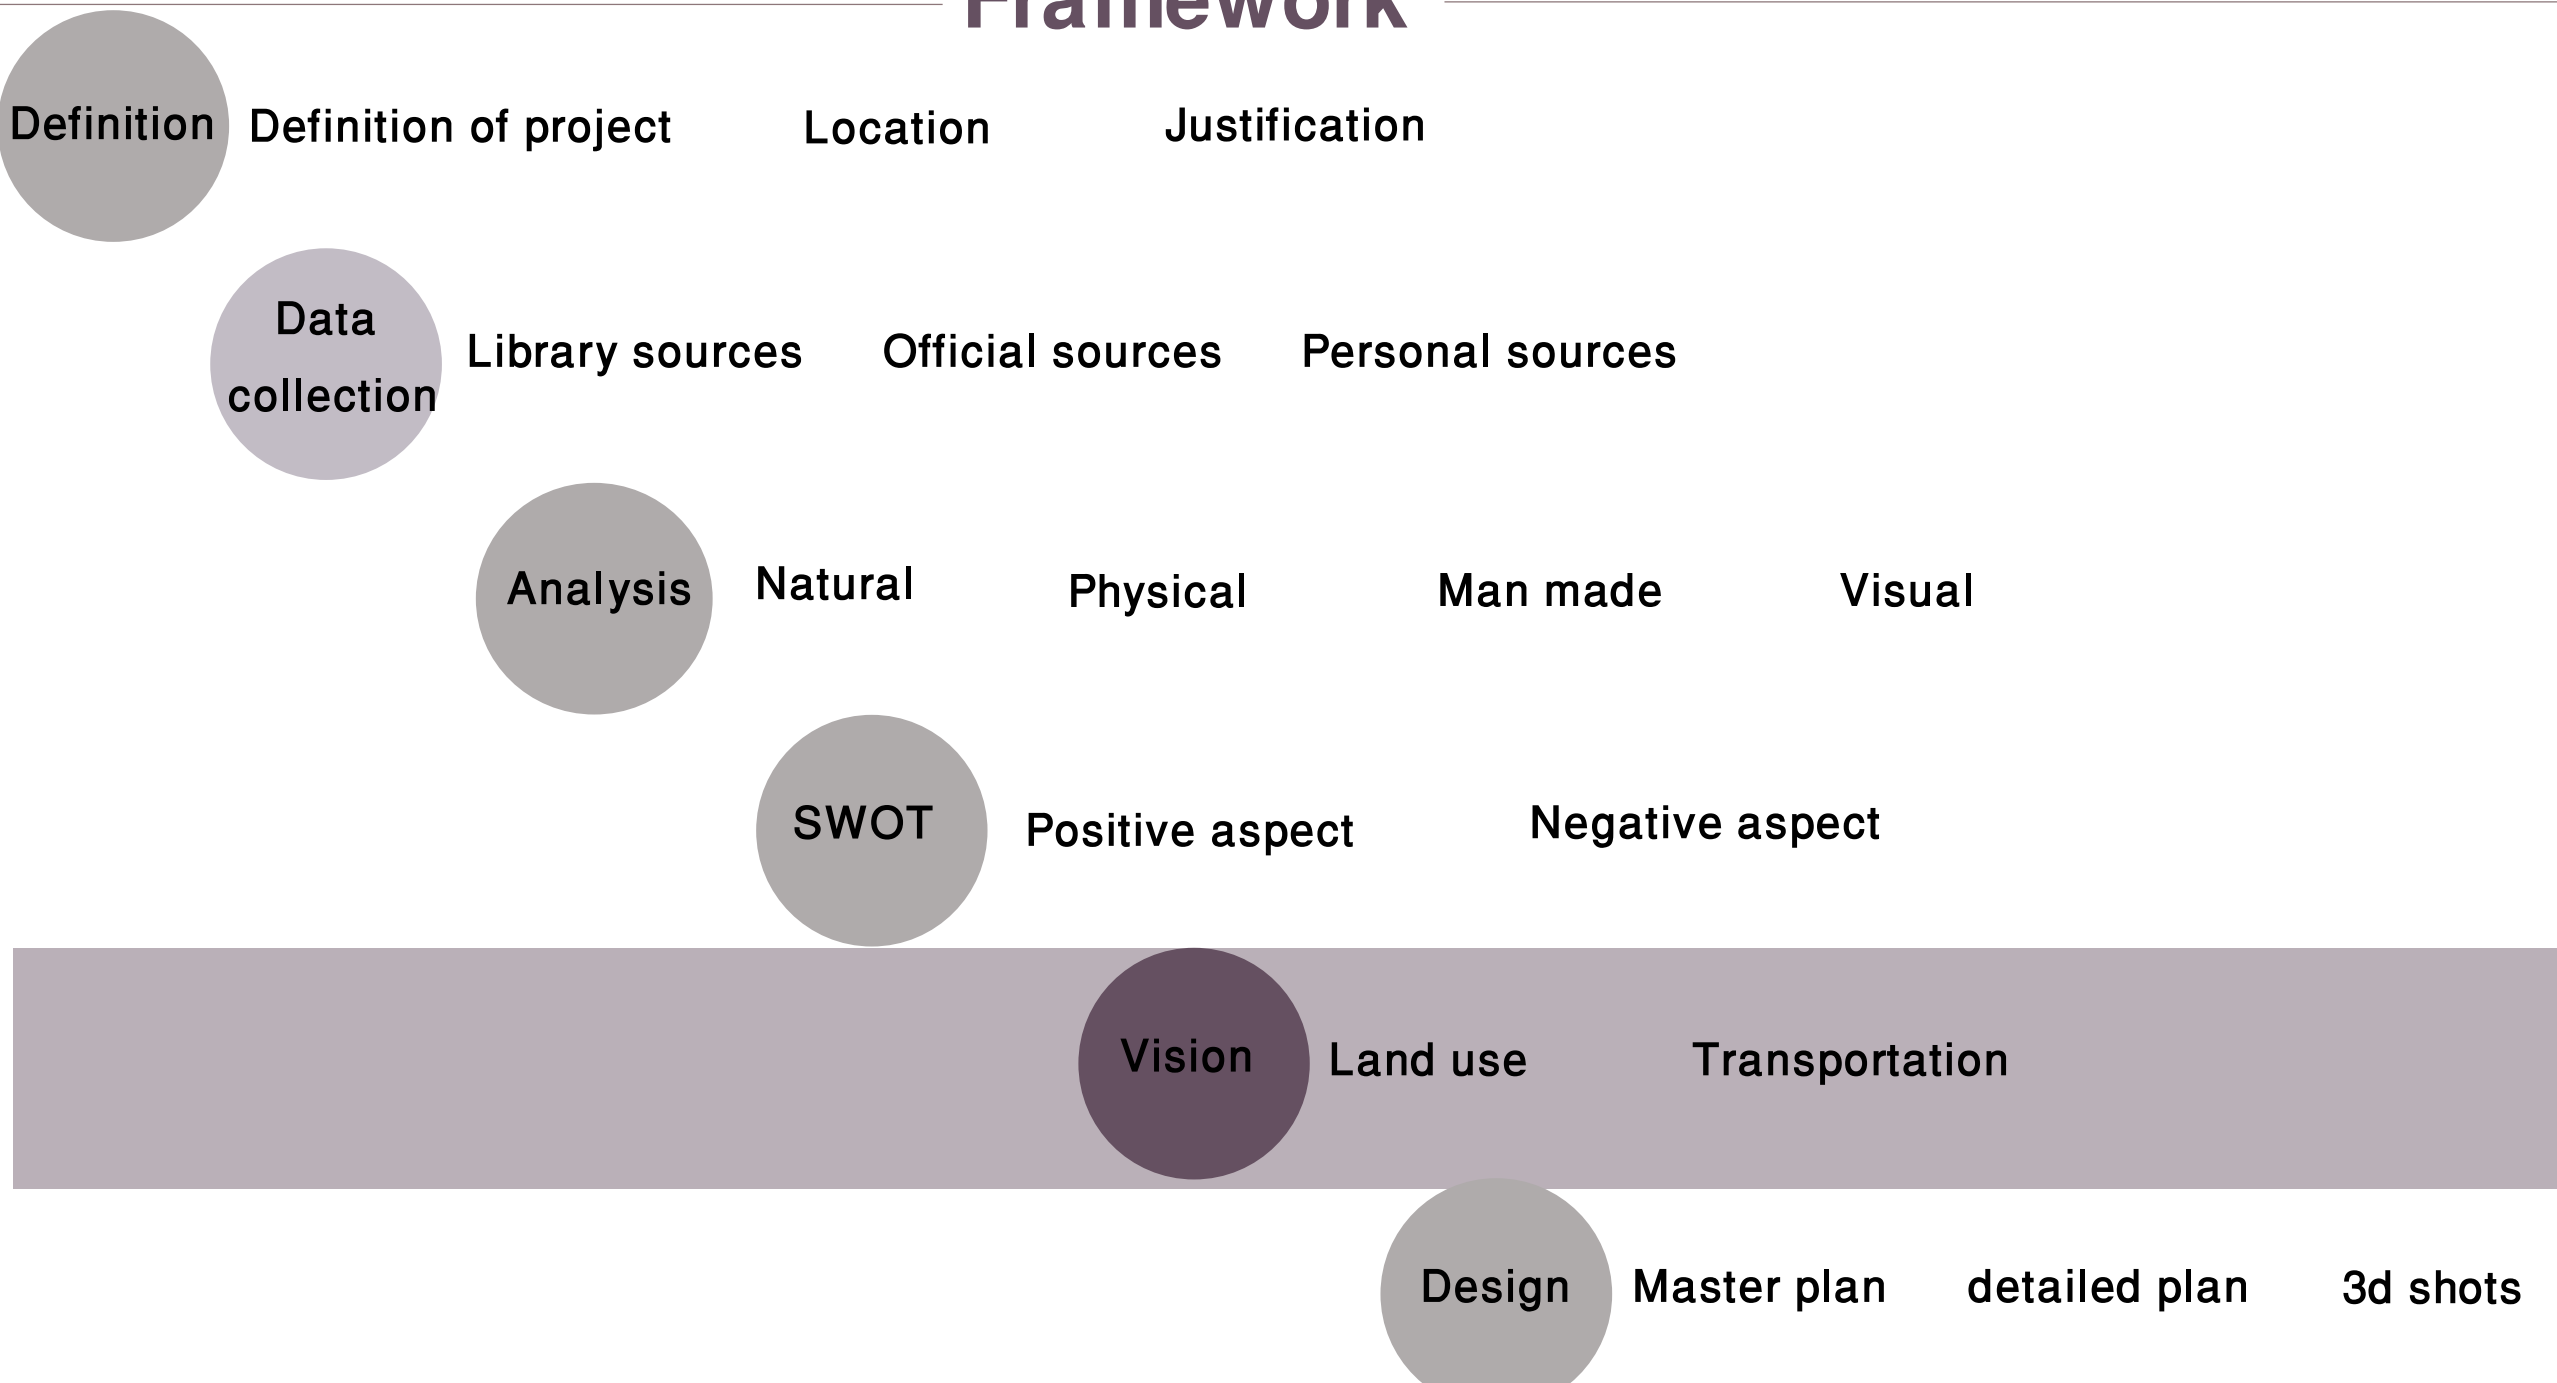 Framework
Definition Definition of project Location Justification
Data
collection
Library sources Official sources Personal sources
Analysis Natural Physical Man made Visual
SWOT Positive aspect Negative aspect
Vision Land use Transportation
Design Master plan detailed plan 3d shots